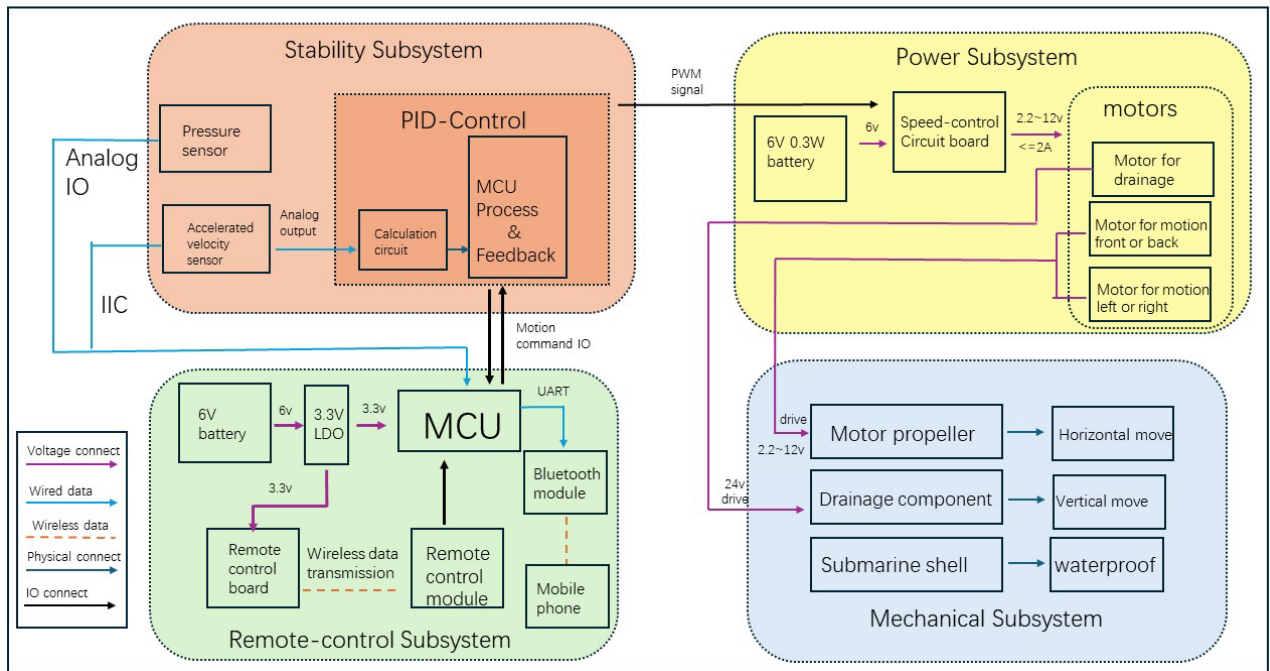 Stability Subsystem
Pressure
sensor
Analog
IO
Accelerated
velocity
sensor
IIC
Analog
output
PID-Control
Calculation
circuit
MCU
Process
&
Feedback
PWM
signal
Motion
command IO
Power Subsystem
6V 0.3W
battery
6v
Speed-control
Circuit board
2.2~12v
<=2A
motors
Motor for
drainage
Motor for motion
front or back
Motor for motion
left or right
6V
battery
6v
3.3V
LDO
3.3v
MCU
UART
Bluetooth
module
3.3v
Remote
control
board
Wireless data
transmission
Remote
control
module
Mobile
phone
Remote-control Subsystem
drive
2.2~12v
Motor propeller
Horizontal move
24v
drive
Drainage component
Vertical move
Submarine shell
waterproof
Mechanical Subsystem
Voltage connect
Wired data
Wireless data
Physical connect
IO connect